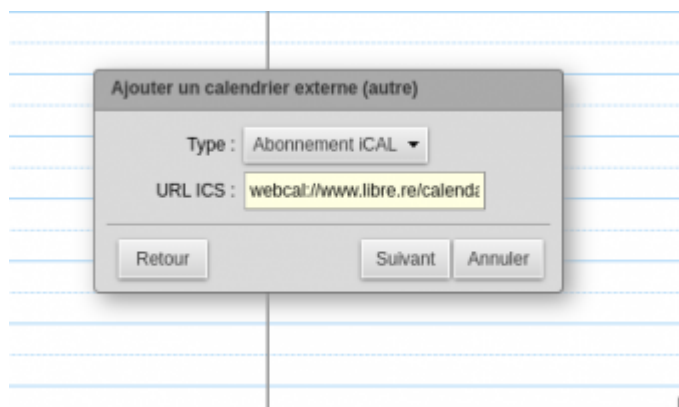 Ajouter un calendrier externe (autre)
Type : Abonnement iCAL
URL ICS : webcal://www.libre.re/calenda
Retour Suivant Annuler